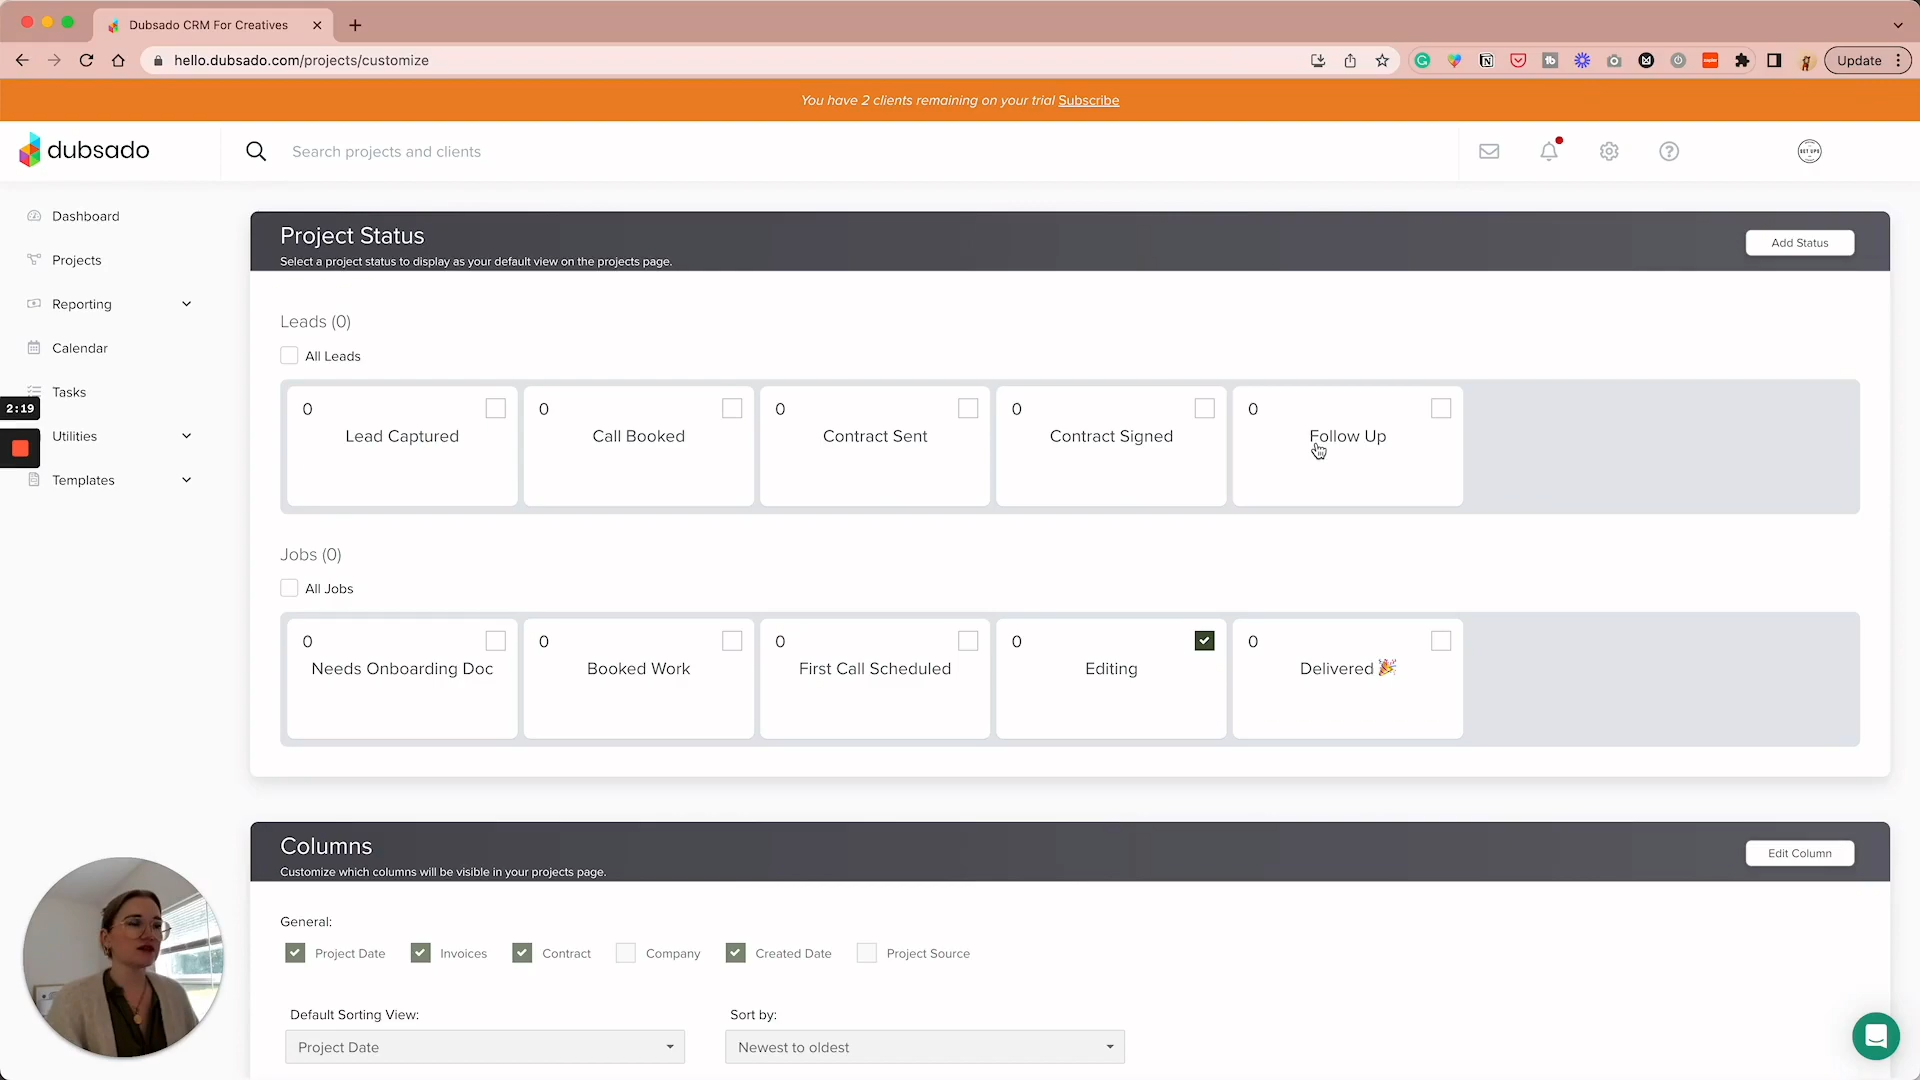 Dubsado CRM For Creatives
hello.dubsado.com/projects/customize
Update
You have 2 clients remaining on your trial Subscribe
dubsado
Search projects and clients
Dashboard
Projects
Reporting
Calendar
Tasks
2:19
Utilities
Templates
Project Status
Select a project status to display as your default view on the projects page.
Add Status
Leads (0)
All Leads
0
Lead Captured
0
Call Booked
0
Contract Sent
0
Contract Signed
0
Follow Up
Jobs (0)
All Jobs
0
Needs Onboarding Doc
0
Booked Work
0
First Call Scheduled
0
Editing
0
Delivered 🎉
Columns
Customize which columns will be visible in your projects page.
Edit Column
General:
Project Date
Invoices
Contract
Company
Created Date
Project Source
Default Sorting View:
Project Date
Sort by:
Newest to oldest